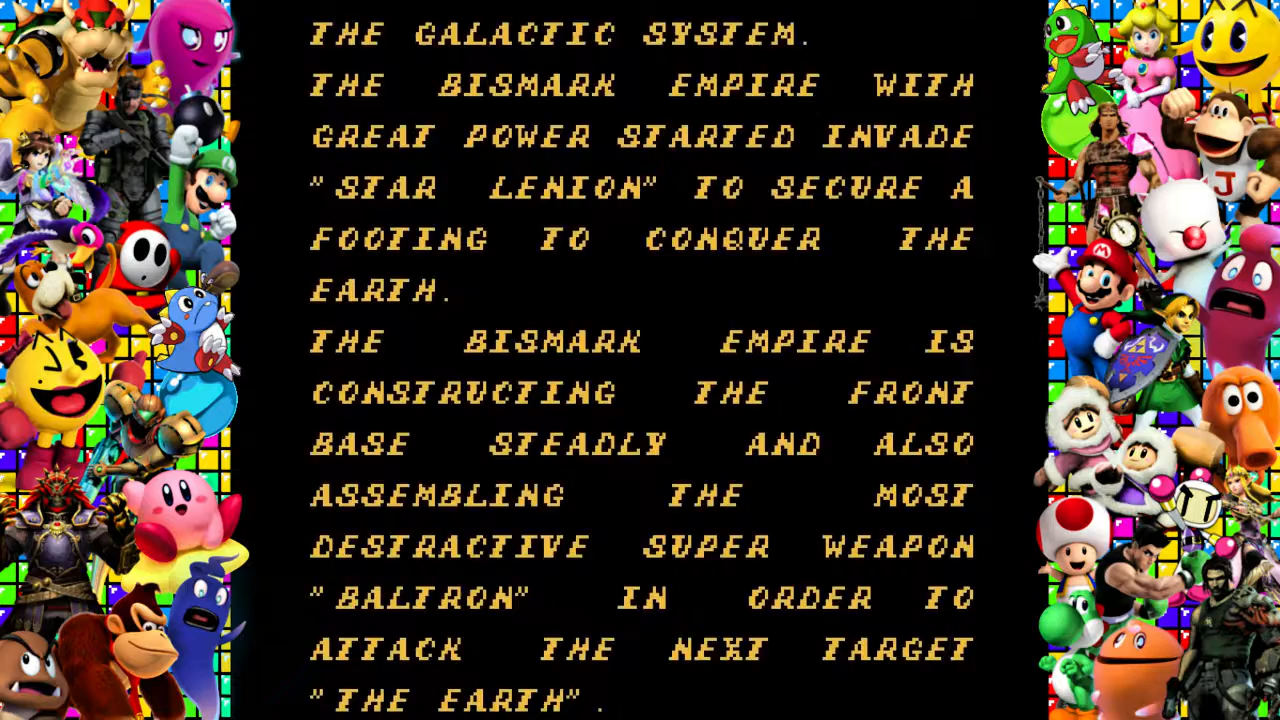 THE GALACTIC SYSTEM.
THE BISMARK EMPIRE WITH
GREAT POWER STARTED INVADE
"STAR LENION" TO SECURE A
FOOTING TO CONQUER THE
EARTH.
THE BISMARK EMPIRE IS
CONSTRUCTING THE FRONT
BASE STEADLY AND ALSO
ASSEMBLING THE MOST
DESTRACTIVE SUPER WEAPON
"BALTRON" IN ORDER TO
ATTACK THE NEXT TARGET
"THE EARTH".